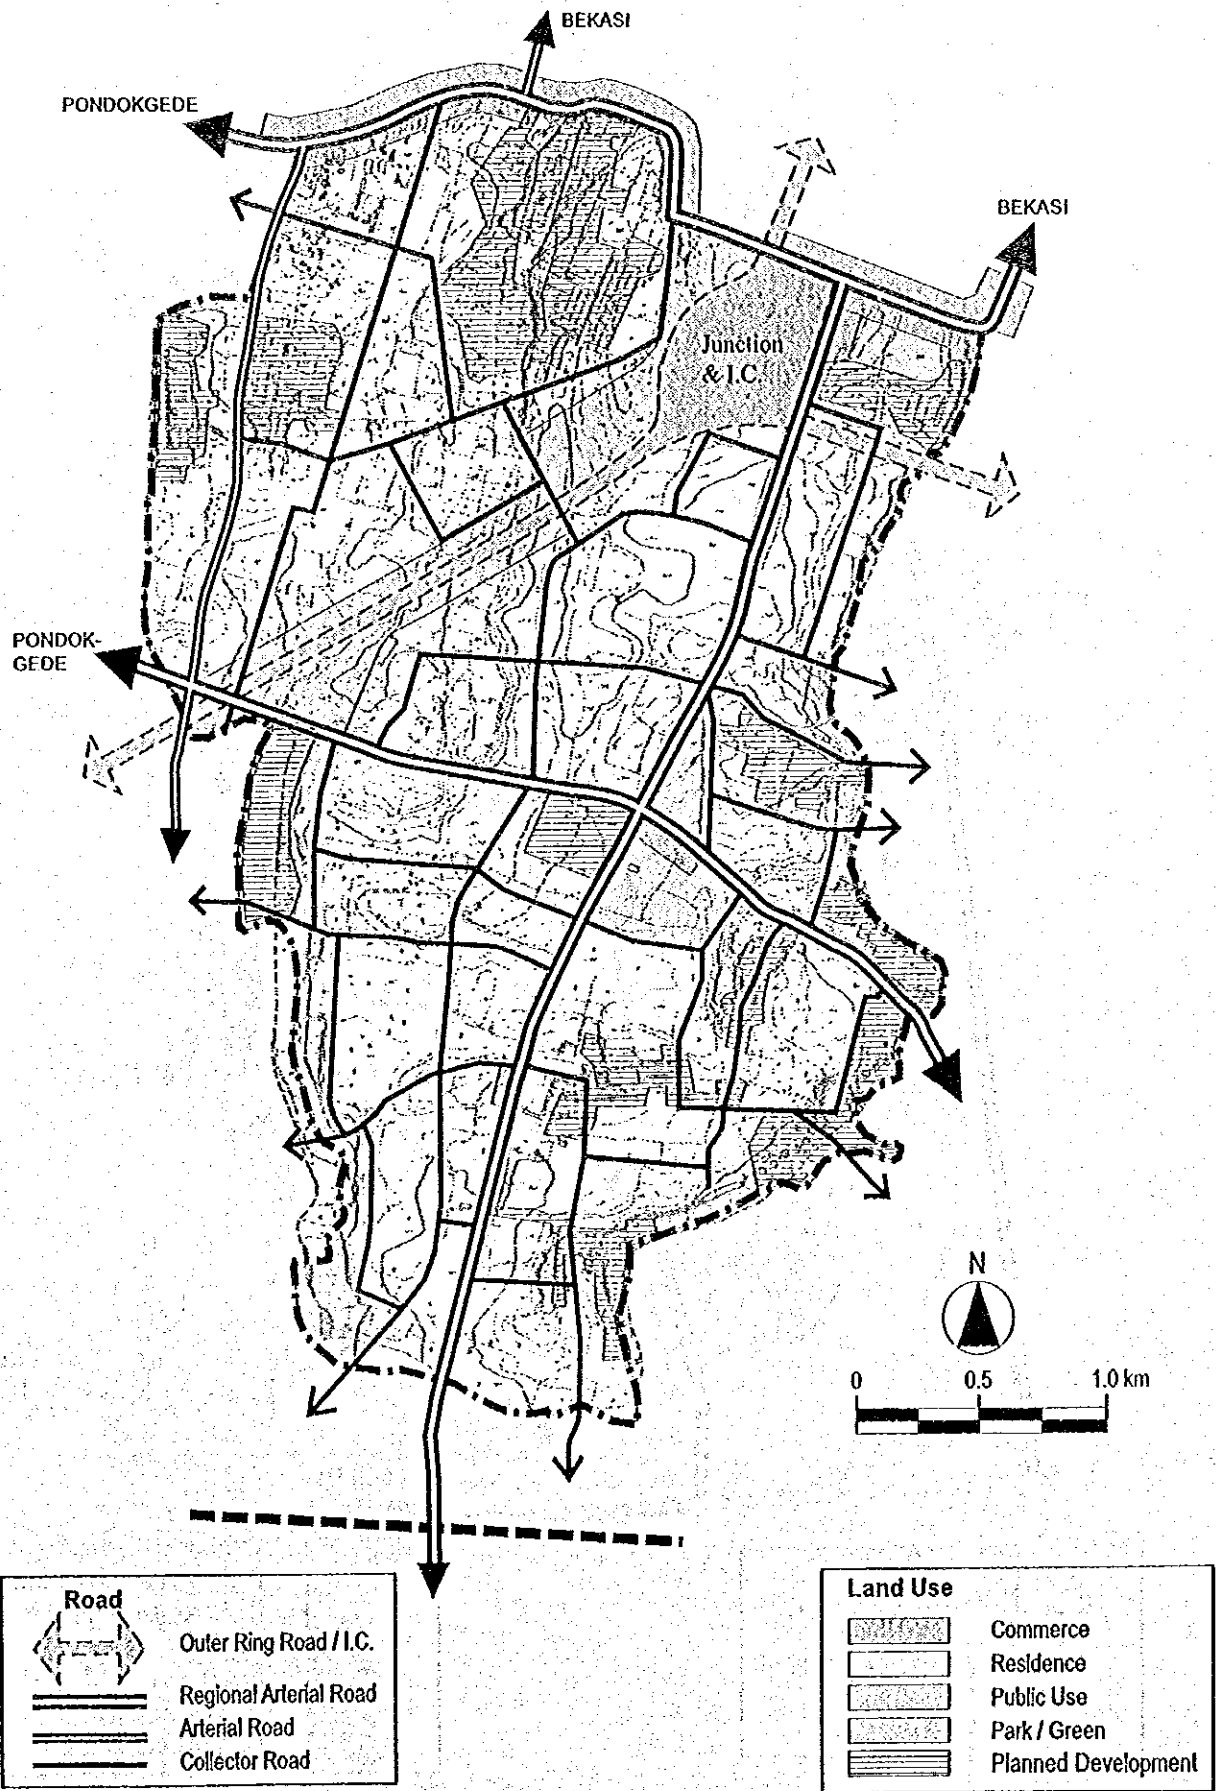 BEKASI
PONDOKGEDE
BEKASI
Junction
& I.C.
PONDOK-
GEDE
N
0 0.5 1.0 km
Road
Outer Ring Road / I.C.
Regional Arterial Road
Arterial Road
Collector Road
Land Use
Commerce
Residence
Public Use
Park / Green
Planned Development